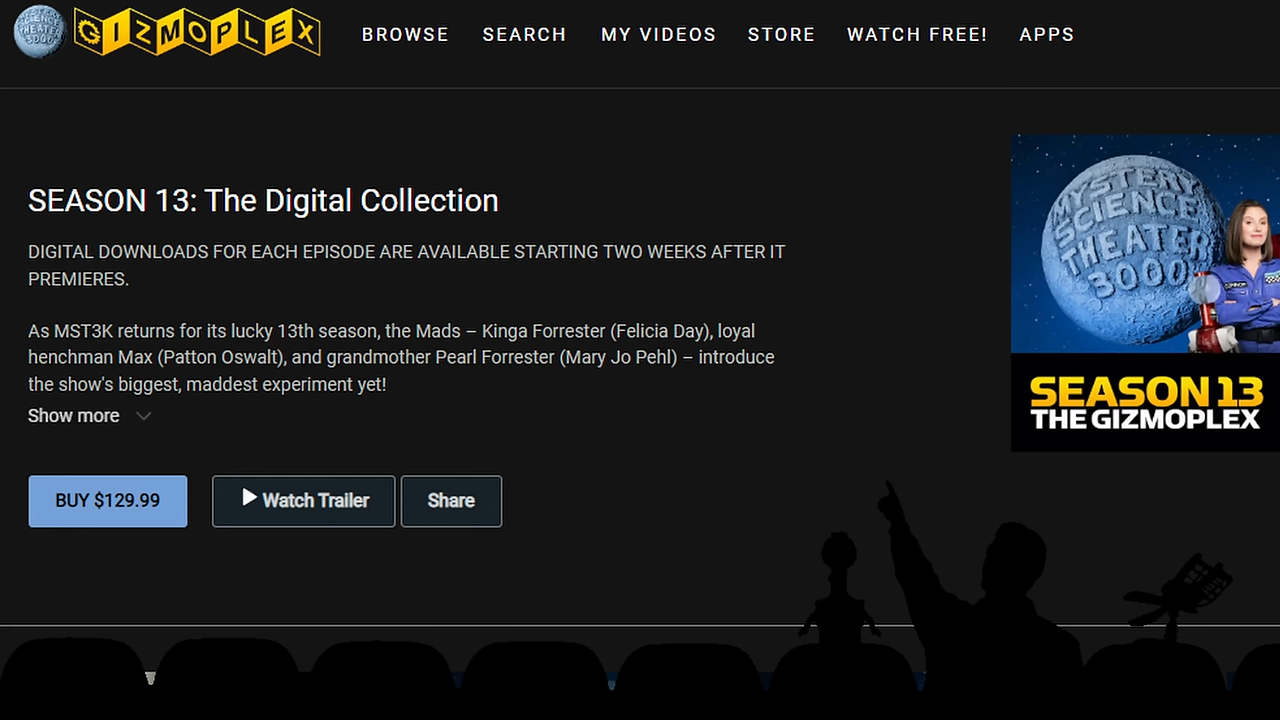 MYSTERY SCIENCE THEATER 3000
GIZMOPLEX
BROWSE SEARCH MY VIDEOS STORE WATCH FREE! APPS
SEASON 13: The Digital Collection
DIGITAL DOWNLOADS FOR EACH EPISODE ARE AVAILABLE STARTING TWO WEEKS AFTER IT
PREMIERES.
As MST3K returns for its lucky 13th season, the Mads – Kinga Forrester (Felicia Day), loyal
henchman Max (Patton Oswalt), and grandmother Pearl Forrester (Mary Jo Pehl) – introduce
the show's biggest, maddest experiment yet!
Show more
BUY $129.99
Watch Trailer
Share
MYSTERY
SCIENCE
THEATER
3000
SEASON 13
THE GIZMOPLEX